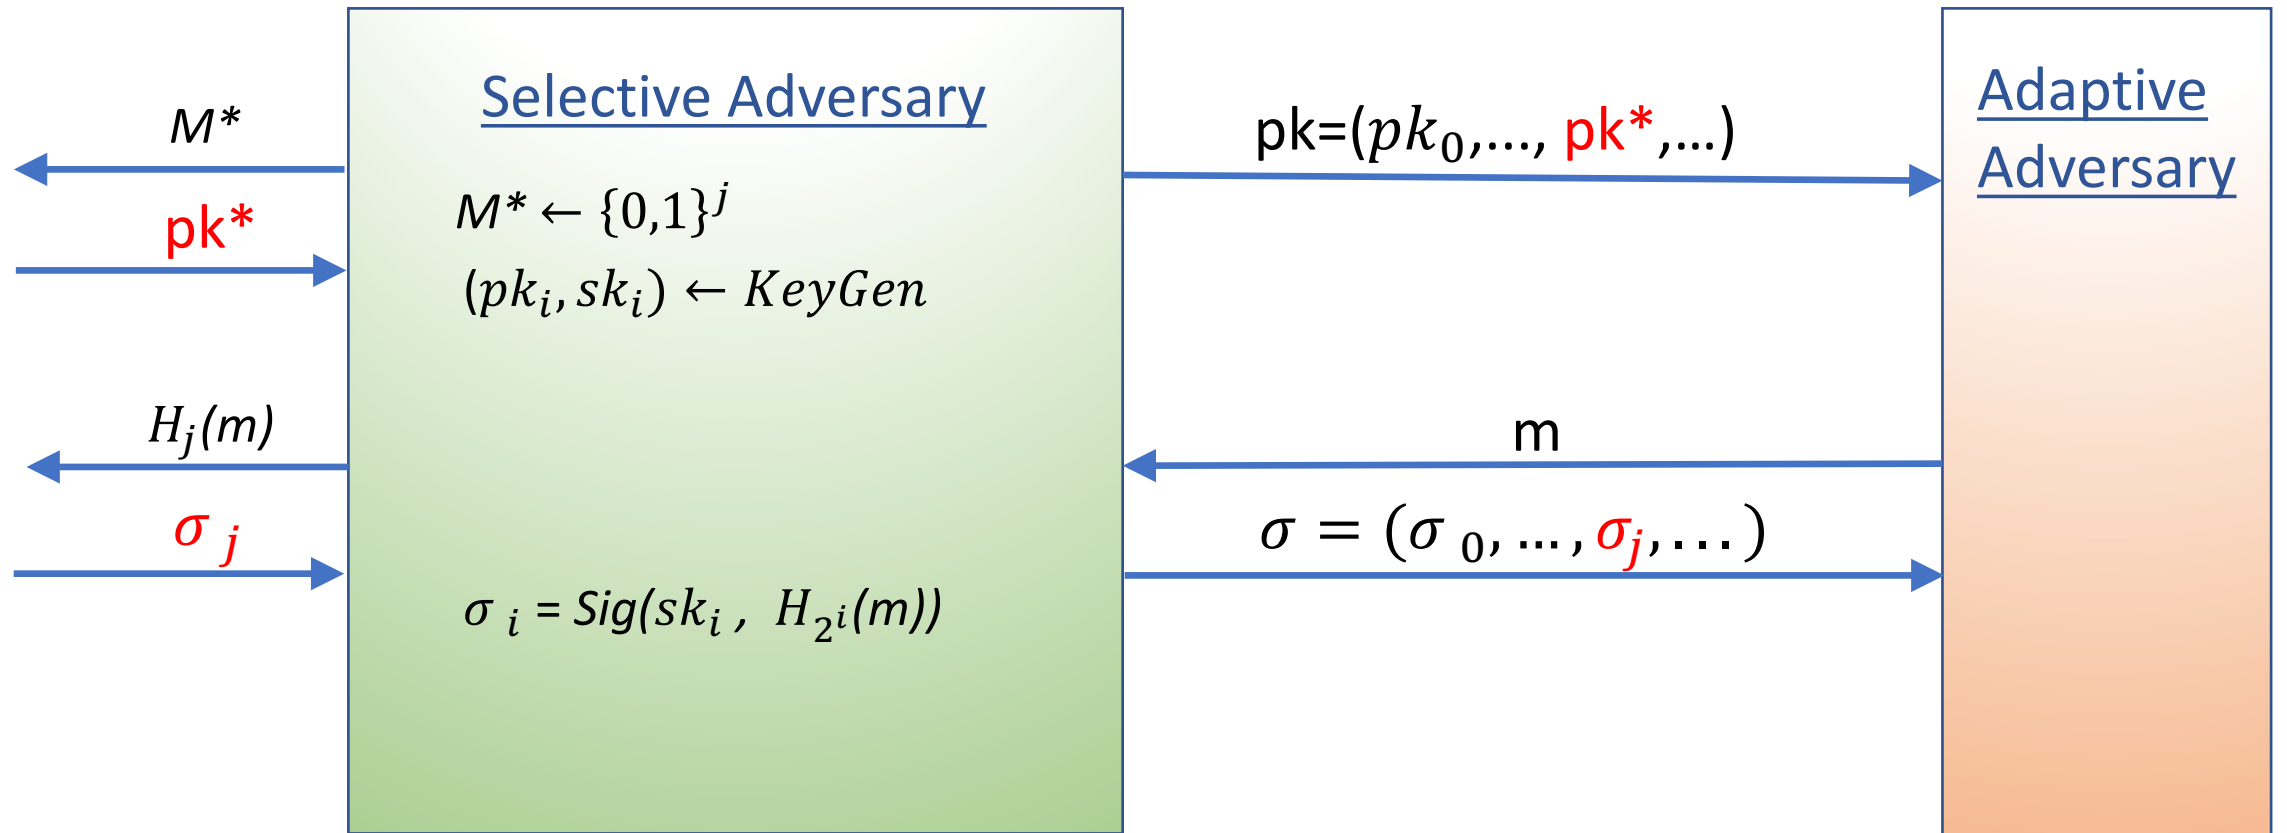 Selective Adversary
M*
pk*
M* ← {0,1}^j
(pk_i, sk_i) ← KeyGen
H_j(m)
σ_j
σ_i = Sig(sk_i , H_{2^i}(m))
pk=(pk_0,..., pk*,...)
m
σ = (σ_0, ... , σ_j, . . . )
Adaptive
Adversary